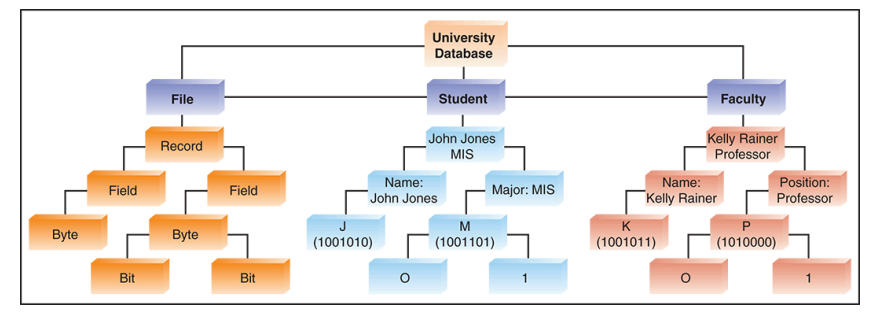 University
Database
File
Student
Faculty
Record
John Jones
MIS
Kelly Rainer
Professor
Field
Field
Name:
John Jones
Major: MIS
Name:
Kelly Rainer
Position:
Professor
Byte
Byte
J
(1001010)
M
(1001101)
K
(1001011)
P
(1010000)
Bit
Bit
O
1
O
1